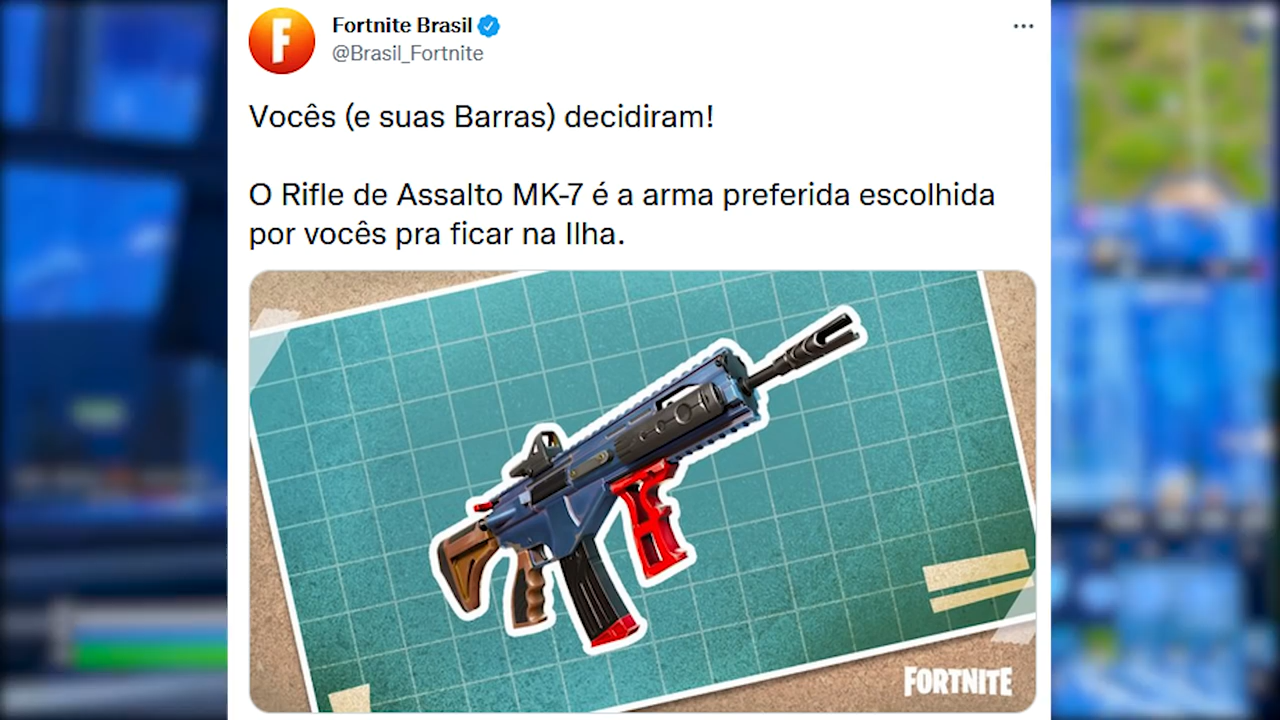 F
Fortnite Brasil
@Brasil_Fortnite
Vocês (e suas Barras) decidiram!
O Rifle de Assalto MK-7 é a arma preferida escolhida
por vocês pra ficar na Ilha.
FORTNITE